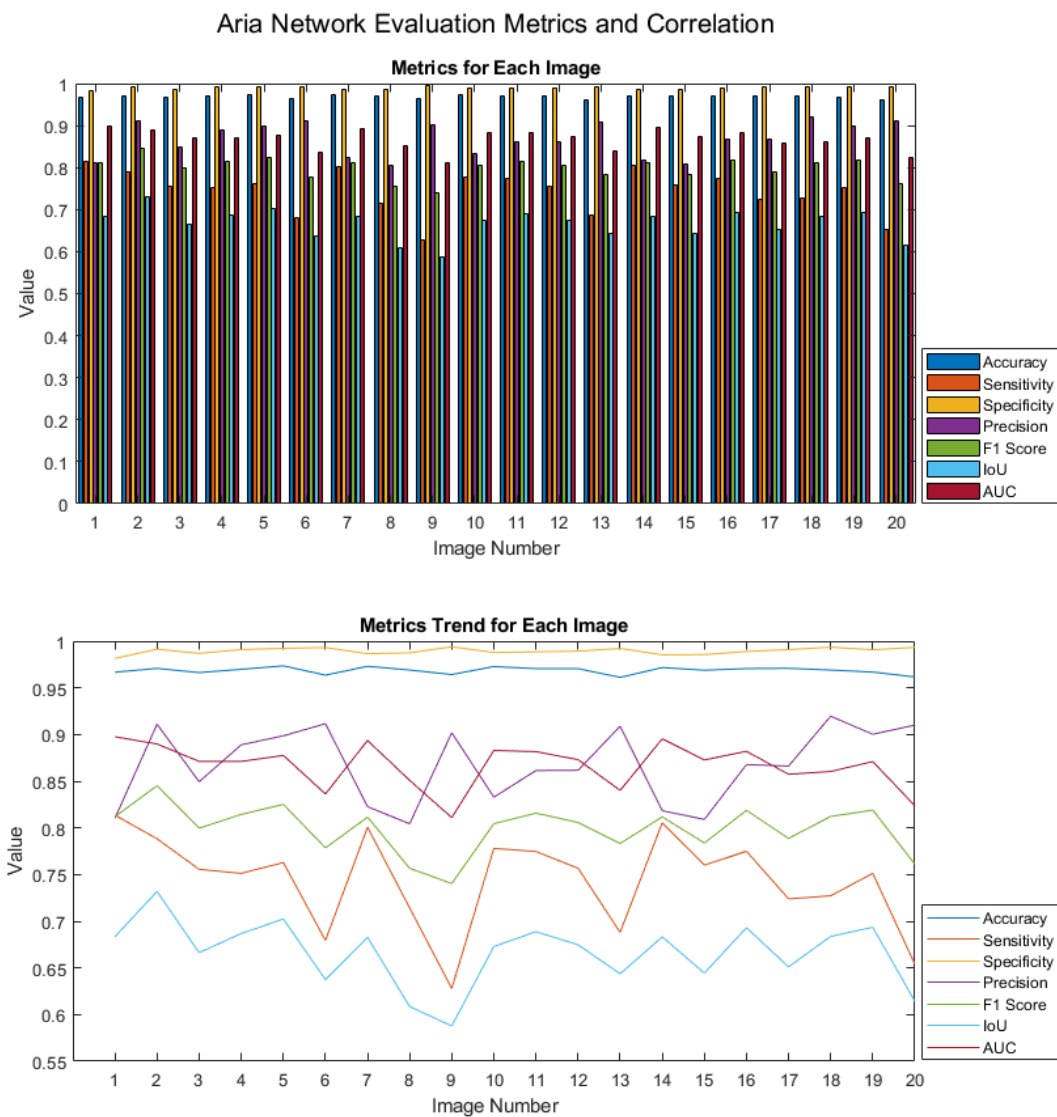 Aria Network Evaluation Metrics and Correlation
Metrics for Each Image
1
0.9
0.8
0.7
0.6
0.5
0.4
0.3
0.2
0.1
0
Value
1 2 3 4 5 6 7 8 9 10 11 12 13 14 15 16 17 18 19 20
Image Number
Accuracy
Sensitivity
Specificity
Precision
F1 Score
IoU
AUC
Metrics Trend for Each Image
1
0.95
0.9
0.85
0.8
0.75
0.7
0.65
0.6
0.55
Value
1 2 3 4 5 6 7 8 9 10 11 12 13 14 15 16 17 18 19 20
Image Number
Accuracy
Sensitivity
Specificity
Precision
F1 Score
IoU
AUC